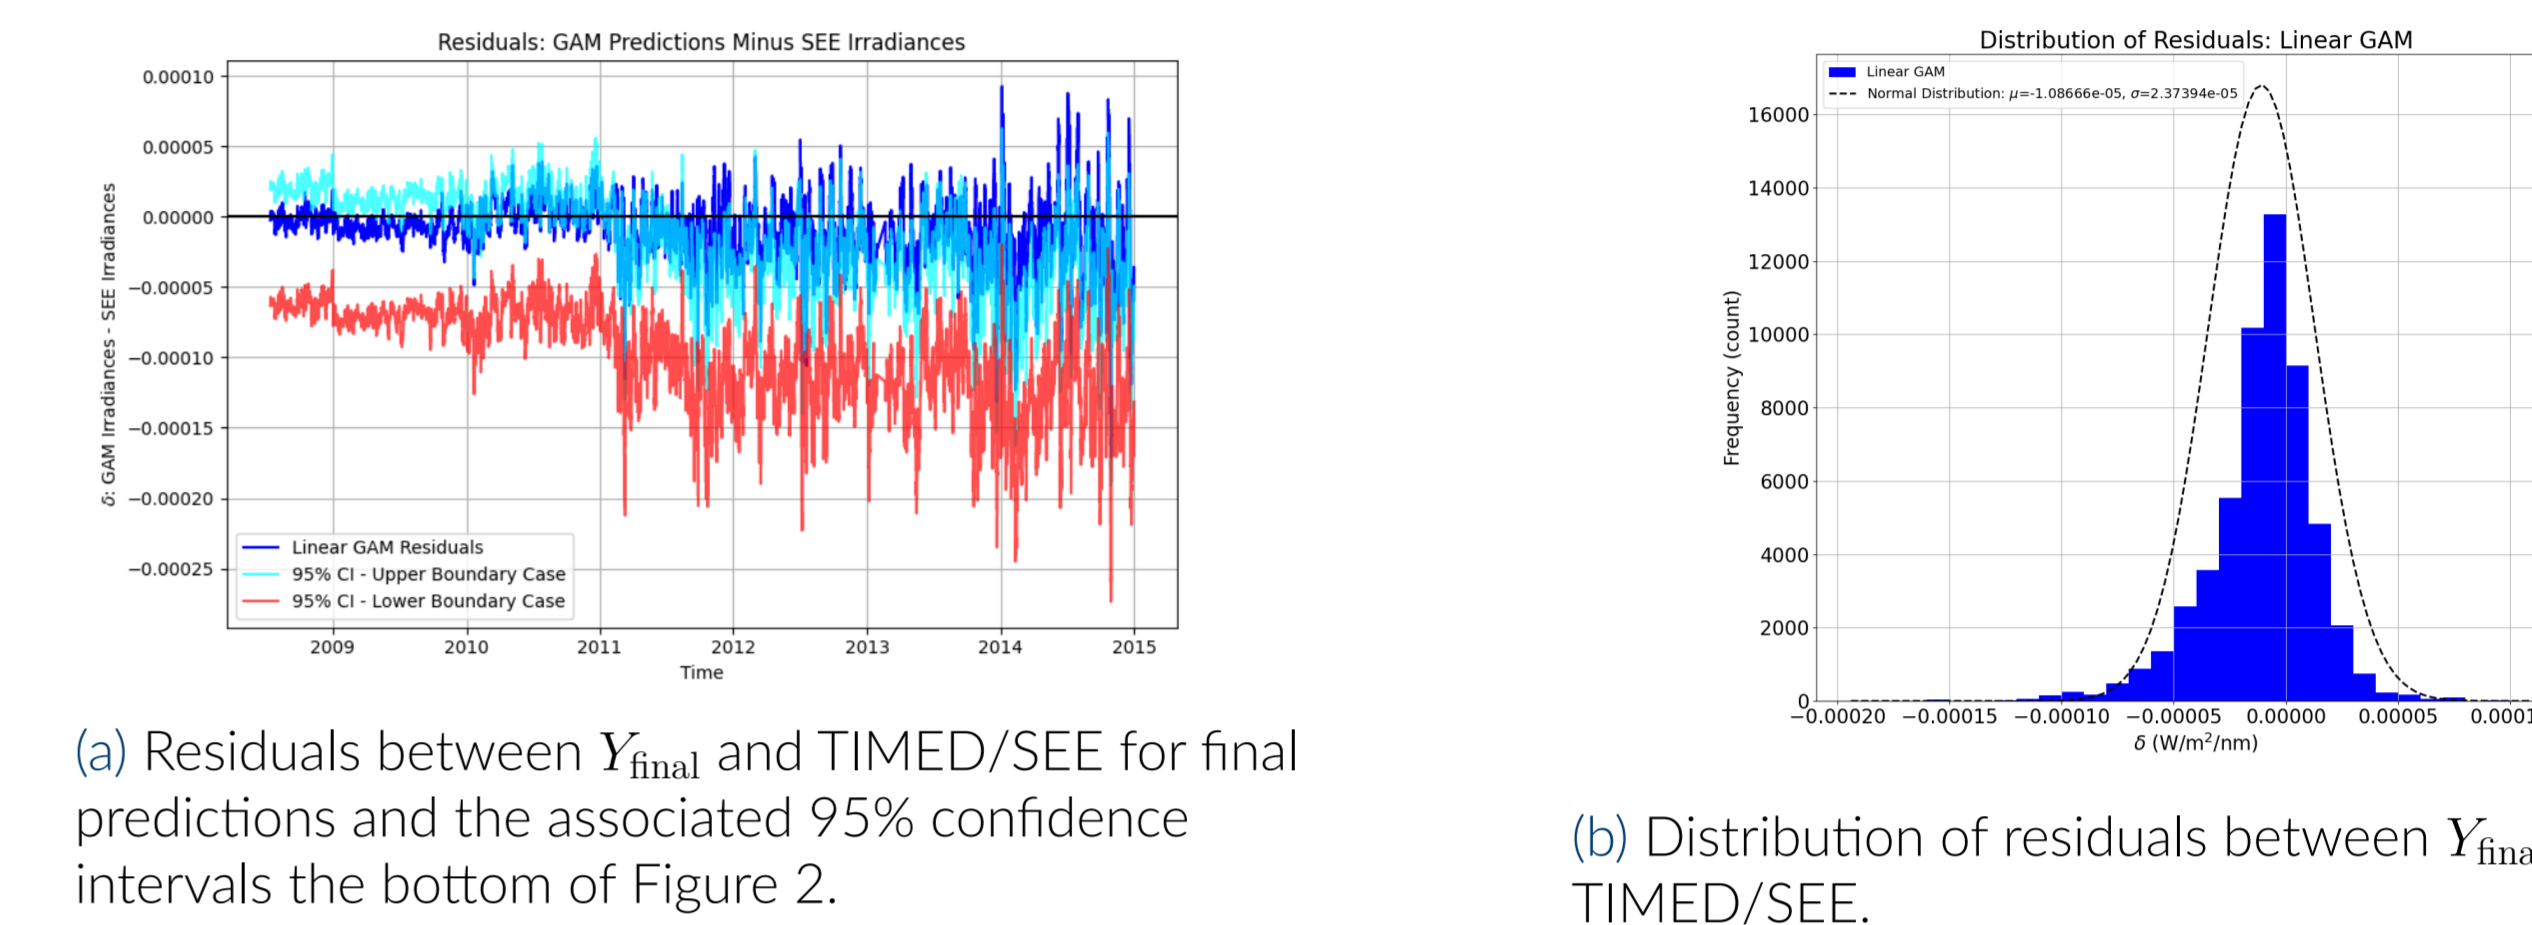 Residuals: GAM Predictions Minus SEE Irradiances
δ: GAM Irradiances - SEE Irradiances
0.00010
0.00005
0.00000
−0.00005
−0.00010
−0.00015
−0.00020
−0.00025
Linear GAM Residuals
95% CI - Upper Boundary Case
95% CI - Lower Boundary Case
2009 2010 2011 2012 2013 2014 2015
Time
(a) Residuals between Y_final and TIMED/SEE for final
predictions and the associated 95% confidence
intervals the bottom of Figure 2.
Distribution of Residuals: Linear GAM
Linear GAM
Normal Distribution: μ=-1.08666e-05, σ=2.37394e-05
Frequency (count)
16000
14000
12000
10000
8000
6000
4000
2000
0
−0.00020 −0.00015 −0.00010 −0.00005 0.00000 0.00005 0.0001
δ (W/m²/nm)
(b) Distribution of residuals between Y_fina
TIMED/SEE.